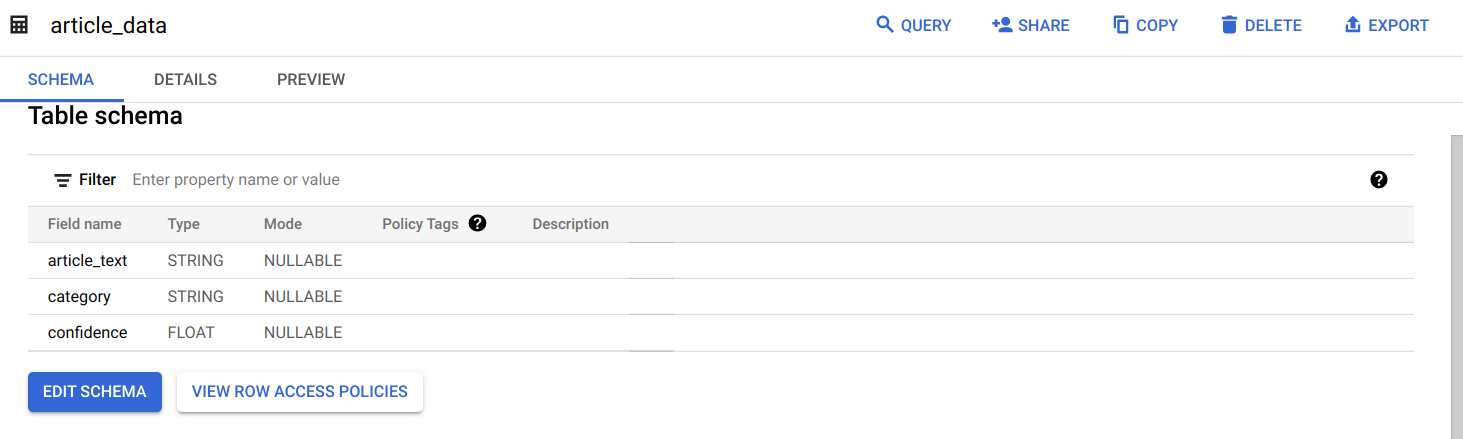 article_data QUERY SHARE COPY DELETE EXPORT
SCHEMA DETAILS PREVIEW
Table schema
Filter Enter property name or value ?
Field name Type Mode Policy Tags ? Description
article_text STRING NULLABLE
category STRING NULLABLE
confidence FLOAT NULLABLE
EDIT SCHEMA VIEW ROW ACCESS POLICIES